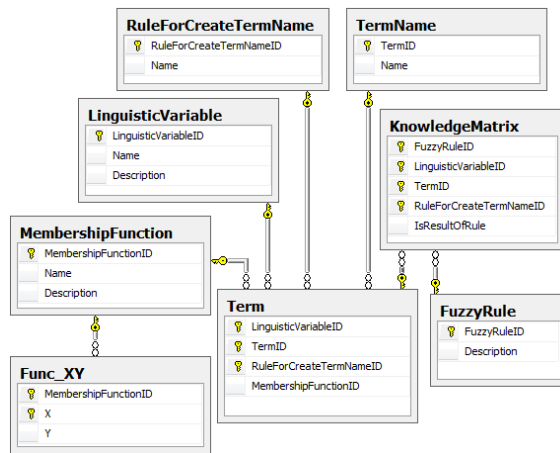 RuleForCreateTermName
RuleForCreateTermNameID
Name
TermName
TermID
Name
LinguisticVariable
LinguisticVariableID
Name
Description
KnowledgeMatrix
FuzzyRuleID
LinguisticVariableID
TermID
RuleForCreateTermNameID
IsResultOfRule
MembershipFunction
MembershipFunctionID
Name
Description
Term
LinguisticVariableID
TermID
RuleForCreateTermNameID
MembershipFunctionID
FuzzyRule
FuzzyRuleID
Description
Func_XY
MembershipFunctionID
X
Y